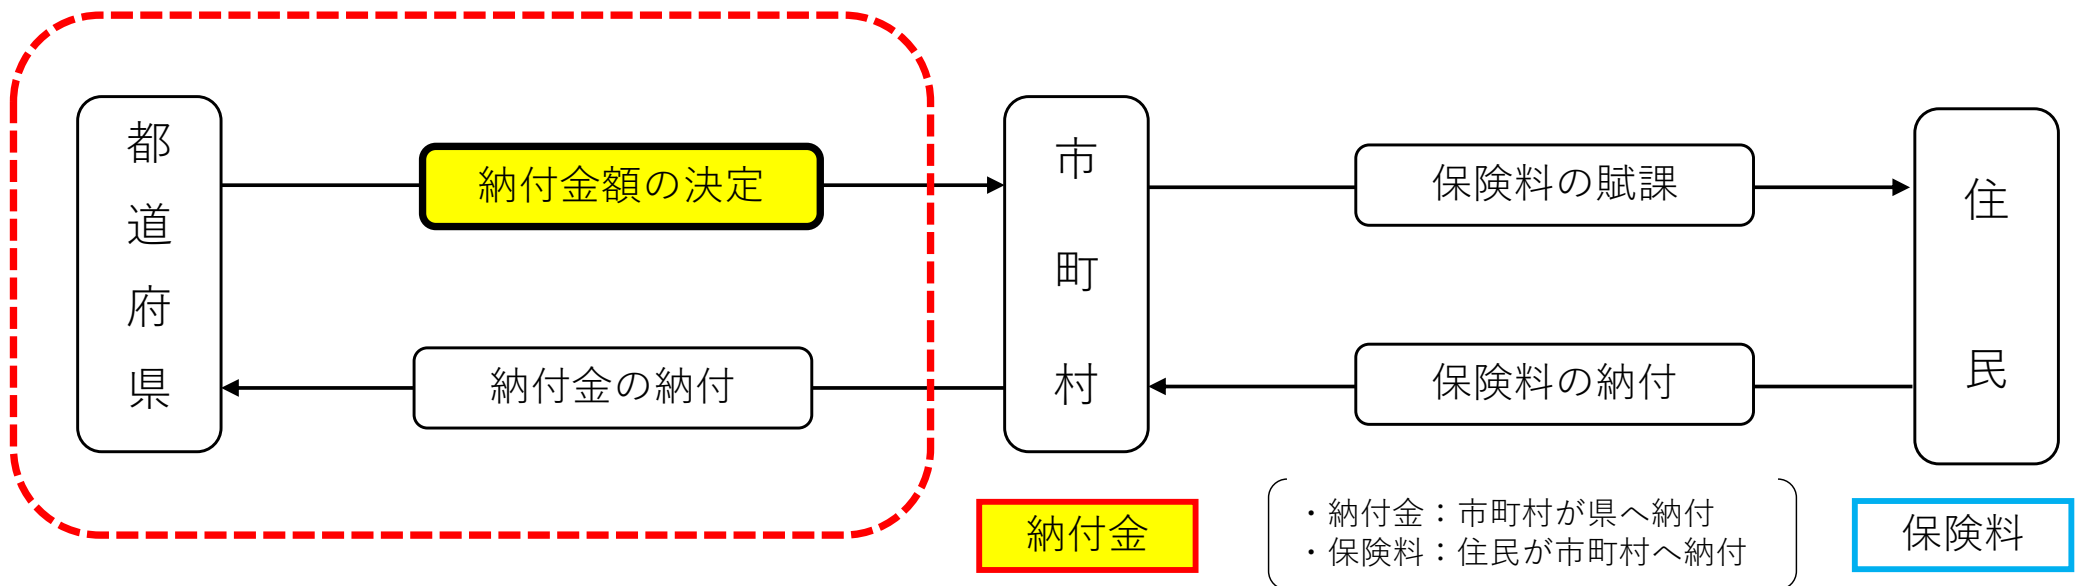 都道府県
納付金額の決定
納付金の納付
市町村
保険料の賦課
保険料の納付
住民
納付金
・納付金：市町村が県へ納付
・保険料：住民が市町村へ納付
保険料